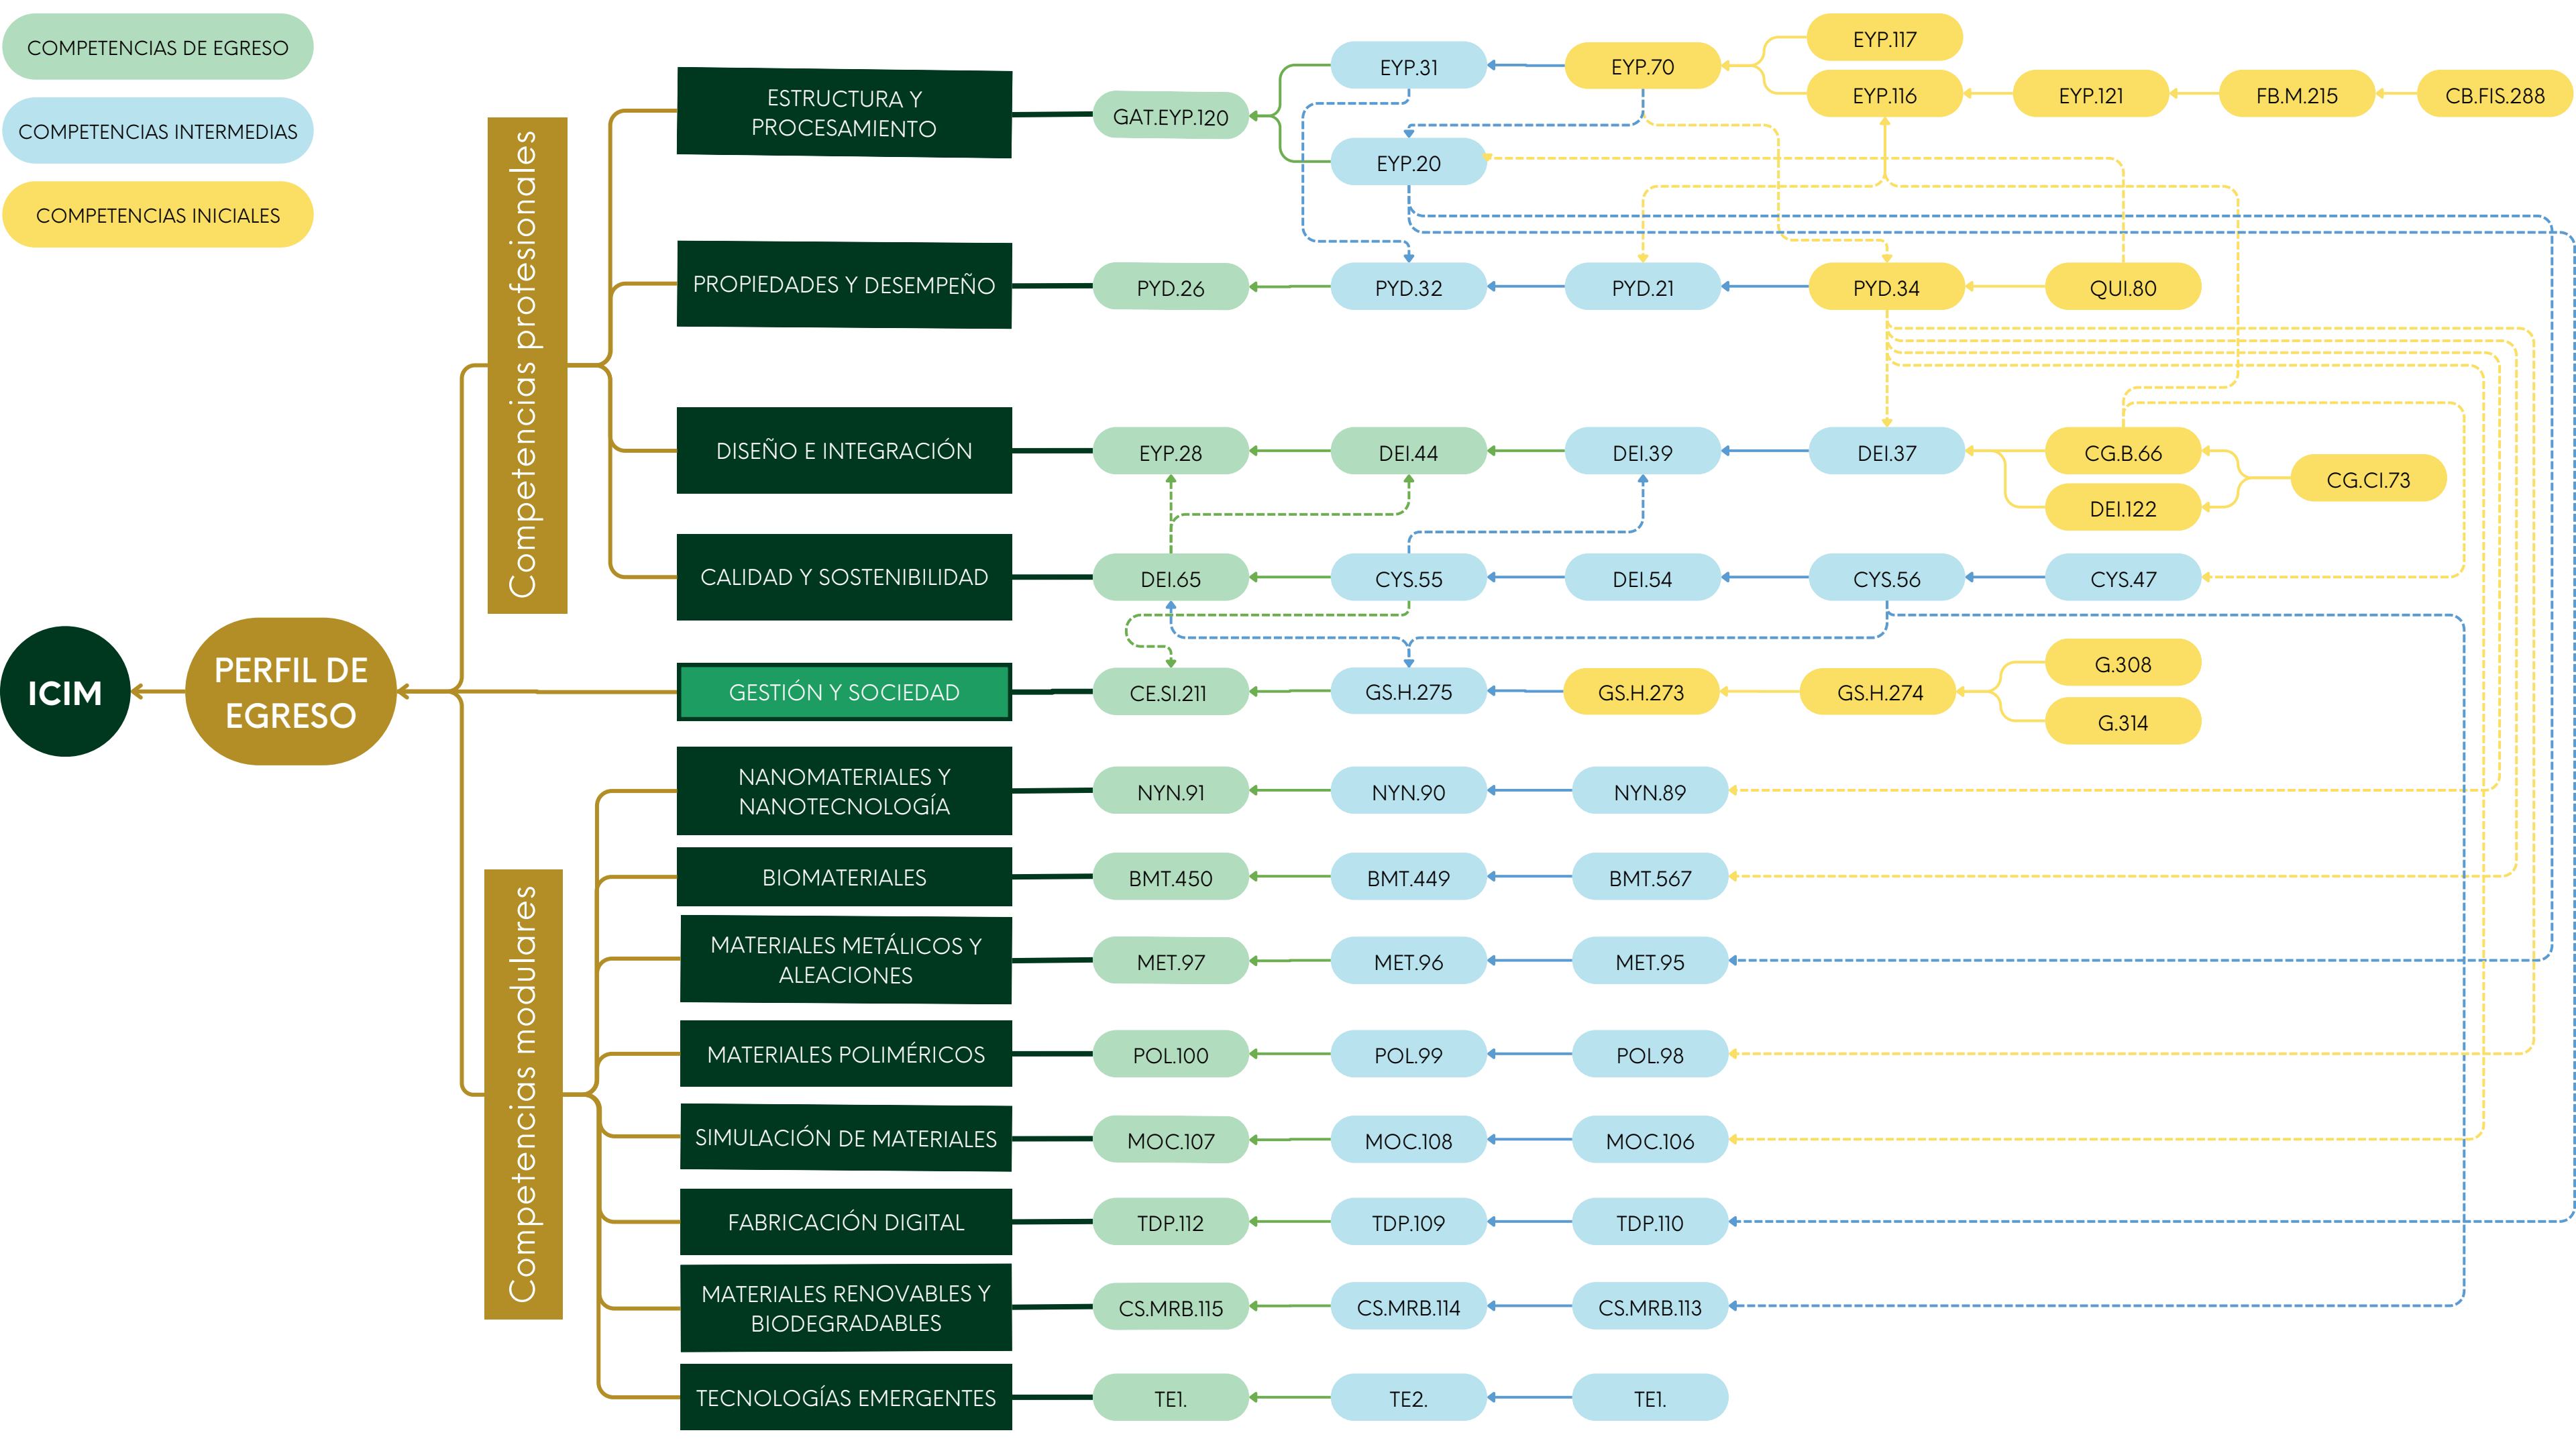 COMPETENCIAS DE EGRESO
COMPETENCIAS INTERMEDIAS
COMPETENCIAS INICIALES
ICIM
PERFIL DE
EGRESO
Competencias profesionales
ESTRUCTURA Y
PROCESAMIENTO
GAT.EYP.120
EYP.31
EYP.70
EYP.117
EYP.116
EYP.121
FB.M.215
CB.FIS.288
EYP.20
PROPIEDADES Y DESEMPEÑO
PYD.26
PYD.32
PYD.21
PYD.34
QUI.80
DISEÑO E INTEGRACIÓN
EYP.28
DEI.44
DEI.39
DEI.37
CG.B.66
CG.CI.73
DEI.122
CALIDAD Y SOSTENIBILIDAD
DEI.65
CYS.55
DEI.54
CYS.56
CYS.47
GESTIÓN Y SOCIEDAD
CE.SI.211
GS.H.275
GS.H.273
GS.H.274
G.308
G.314
Competencias modulares
NANOMATERIALES Y
NANOTECNOLOGÍA
NYN.91
NYN.90
NYN.89
BIOMATERIALES
BMT.450
BMT.449
BMT.567
MATERIALES METÁLICOS Y
ALEACIONES
MET.97
MET.96
MET.95
MATERIALES POLIMÉRICOS
POL.100
POL.99
POL.98
SIMULACIÓN DE MATERIALES
MOC.107
MOC.108
MOC.106
FABRICACIÓN DIGITAL
TDP.112
TDP.109
TDP.110
MATERIALES RENOVABLES Y
BIODEGRADABLES
CS.MRB.115
CS.MRB.114
CS.MRB.113
TECNOLOGÍAS EMERGENTES
TE1.
TE2.
TE1.